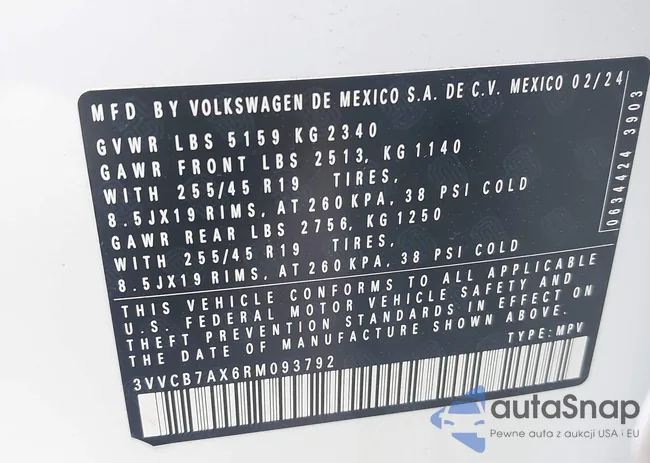 MFD BY VOLKSWAGEN DE MEXICO S.A. DE C.V. MEXICO 02/24
GVWR LBS 5159 KG 2340
GAWR FRONT LBS 2513, KG 1140
WITH 255/45 R19 TIRES,
8.5JX19 RIMS, AT 260 KPA, 38 PSI COLD
GAWR REAR LBS 2756, KG 1250
WITH 255/45 R19 TIRES,
8.5JX19 RIMS, AT 260 KPA, 38 PSI COLD
THIS VEHICLE CONFORMS TO ALL APPLICABLE
U.S. FEDERAL MOTOR VEHICLE SAFETY AND
THEFT PREVENTION STANDARDS IN EFFECT ON
THE DATE OF MANUFACTURE SHOWN ABOVE.
TYPE: MPV
3VVCB7AX6RM093792
0634424 3903
autaSnap
Pewne auta z aukcji USA i EU